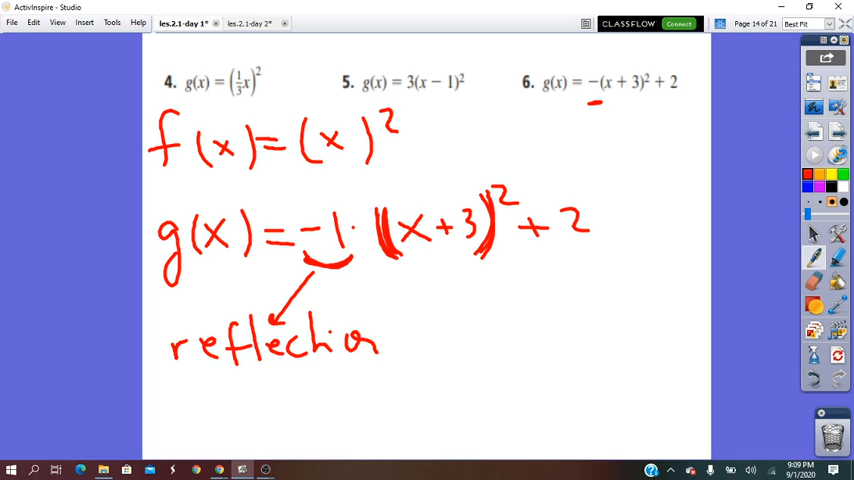 ActivInspire - Studio
File Edit View Insert Tools Help
les.2.1-day 1*
les.2.1-day 2*
CLASSFLOW
Connect
Page 14 of 21
Best Fit
4. g(x) = (1/3 x)²
5. g(x) = 3(x − 1)²
6. g(x) = −(x + 3)² + 2
f(x) = (x)²
g(x) = −1 · ((x+3))² + 2
reflection
9:09 PM
9/1/2020